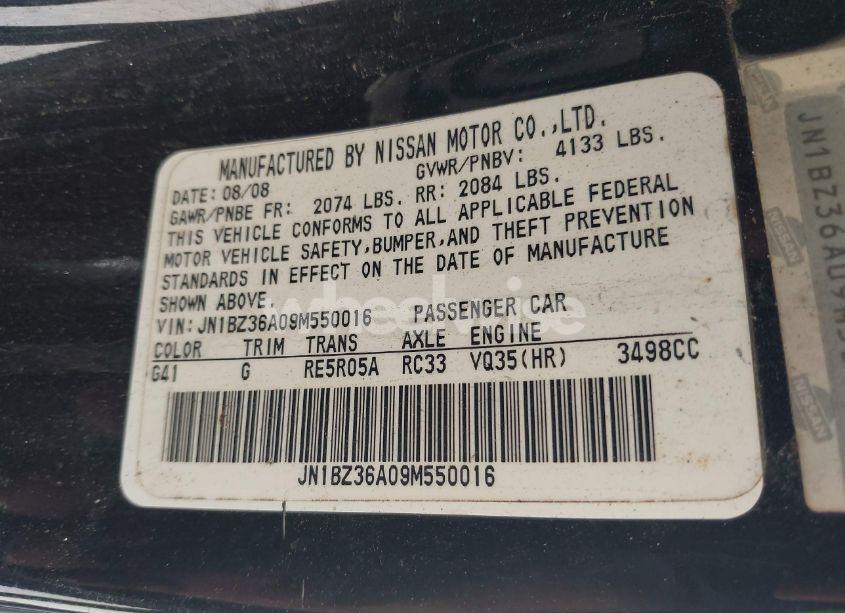 MANUFACTURED BY NISSAN MOTOR CO.,LTD.
DATE: 08/08 GVWR/PNBV: 4133 LBS.
GAWR/PNBE FR: 2074 LBS. RR: 2084 LBS.
THIS VEHICLE CONFORMS TO ALL APPLICABLE FEDERAL
MOTOR VEHICLE SAFETY,BUMPER,AND THEFT PREVENTION
STANDARDS IN EFFECT ON THE DATE OF MANUFACTURE
SHOWN ABOVE.
VIN:JN1BZ36A09M550016 PASSENGER CAR
COLOR TRIM TRANS AXLE ENGINE
G41 G RE5R05A RC33 VQ35(HR) 3498CC
JN1BZ36A09M550016
NISSAN
NISSAN
NISSAN